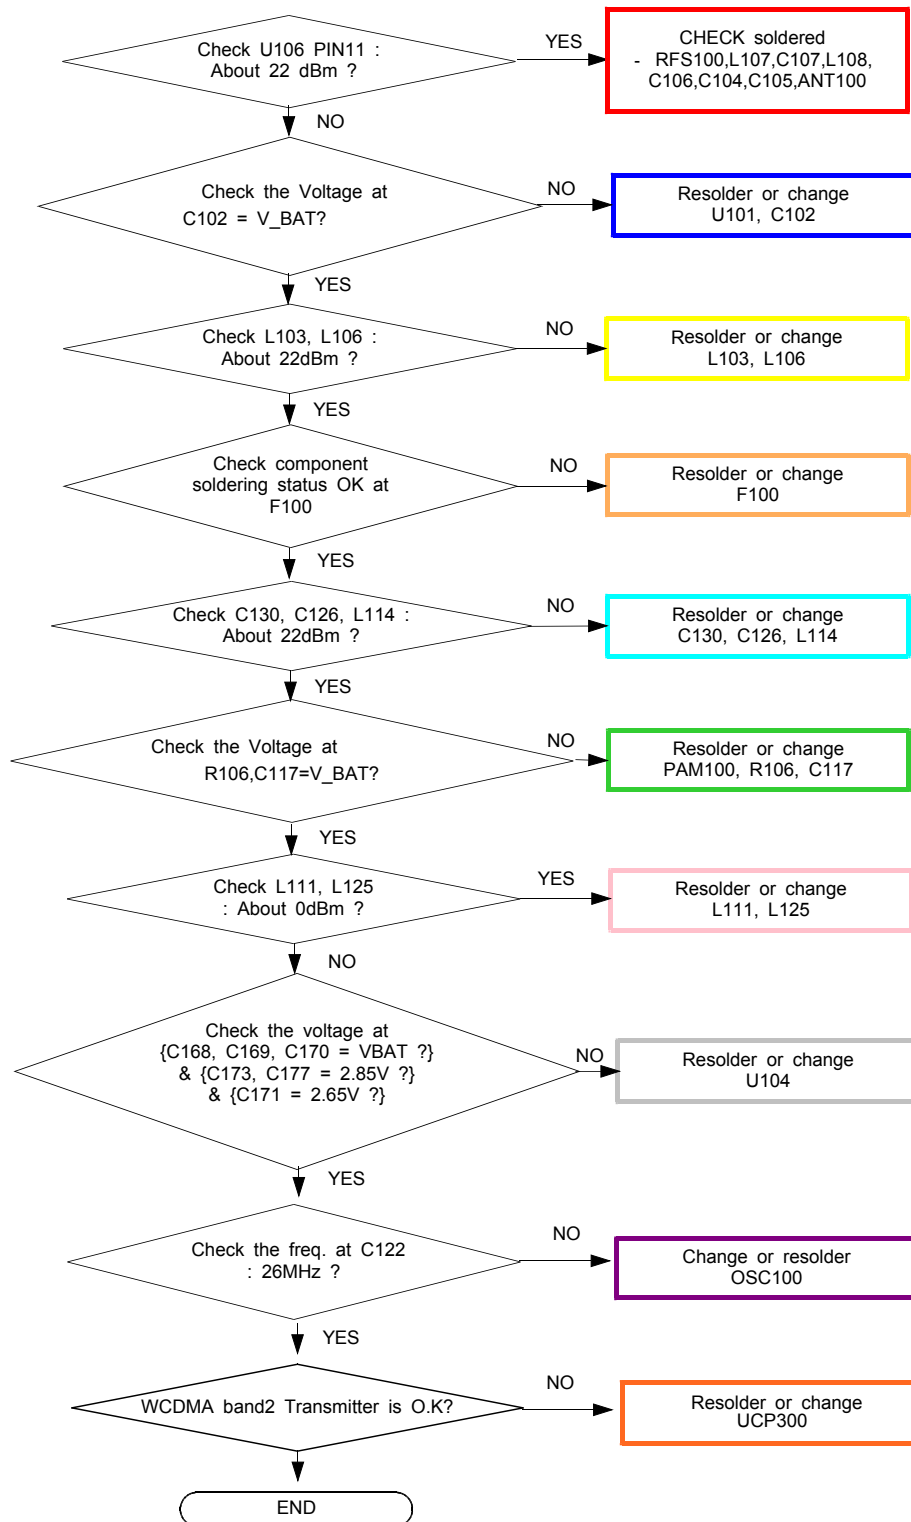 Check U106 PIN11 :
About 22 dBm ?
YES
CHECK soldered
- RFS100,L107,C107,L108,
C106,C104,C105,ANT100
NO
Check the Voltage at
C102 = V_BAT?
NO
Resolder or change
U101, C102
YES
Check L103, L106 :
About 22dBm ?
NO
Resolder or change
L103, L106
YES
Check component
soldering status OK at
F100
NO
Resolder or change
F100
YES
Check C130, C126, L114 :
About 22dBm ?
NO
Resolder or change
C130, C126, L114
YES
Check the Voltage at
R106,C117=V_BAT?
NO
Resolder or change
PAM100, R106, C117
YES
Check L111, L125
: About 0dBm ?
YES
Resolder or change
L111, L125
NO
Check the voltage at
{C168, C169, C170 = VBAT ?}
& {C173, C177 = 2.85V ?}
& {C171 = 2.65V ?}
NO
Resolder or change
U104
YES
Check the freq. at C122
: 26MHz ?
NO
Change or resolder
OSC100
YES
WCDMA band2 Transmitter is O.K?
NO
Resolder or change
UCP300
END